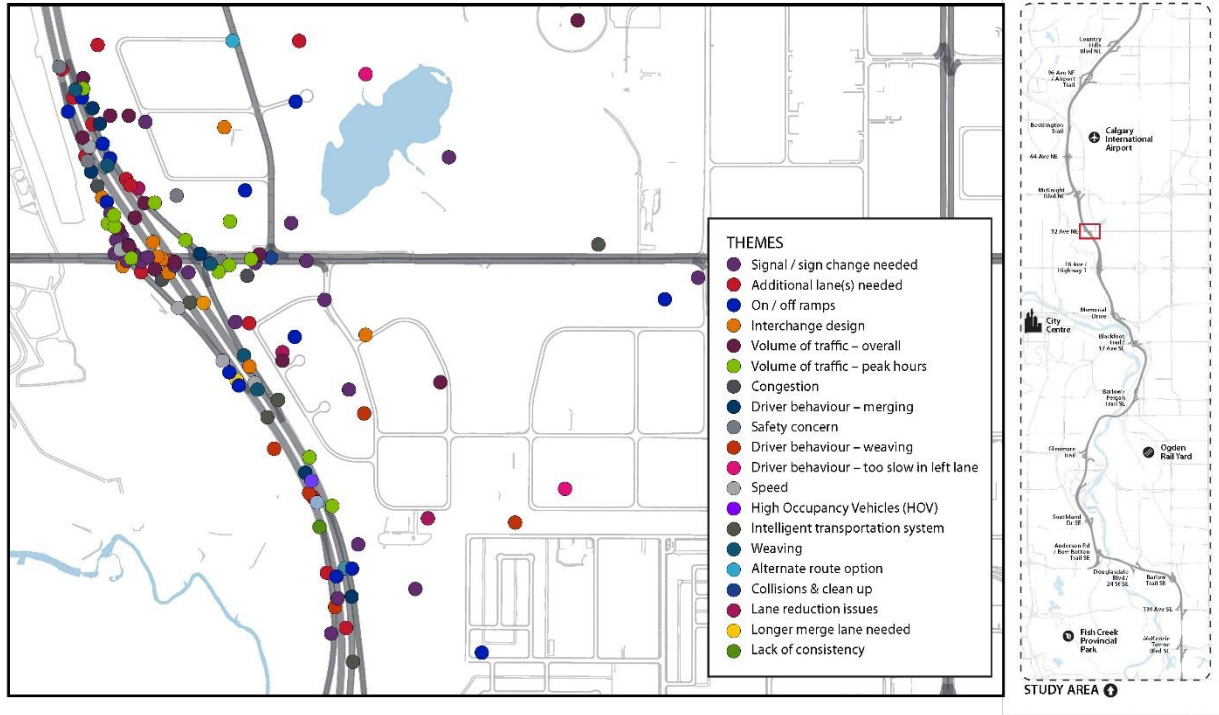 THEMES
Signal / sign change needed
Additional lane(s) needed
On / off ramps
Interchange design
Volume of traffic – overall
Volume of traffic – peak hours
Congestion
Driver behaviour – merging
Safety concern
Driver behaviour – weaving
Driver behaviour – too slow in left lane
Speed
High Occupancy Vehicles (HOV)
Intelligent transportation system
Weaving
Alternate route option
Collisions & clean up
Lane reduction issues
Longer merge lane needed
Lack of consistency
Country
Hills
Blvd NE
96 Ave NE
/ Airport
Trail
Beddington
Trail
Calgary
International
Airport
64 Ave NE
McKnight
Blvd NE
32 Ave NE
16 Ave /
Highway 1
Memorial
Drive
City
Centre
Blackfoot
Trail /
17 Ave SE
Barlow /
Peigan
Trail SE
Glenmore
Trail
Ogden
Rail Yard
Southland
Dr SE
Anderson Rd
/ Bow Bottom
Trail SE
Douglasdale
Blvd /
24 St SE
Barlow
Trail SE
130 Ave SE
Fish Creek
Provincial
Park
McKenzie
Towne
Blvd SE
STUDY AREA